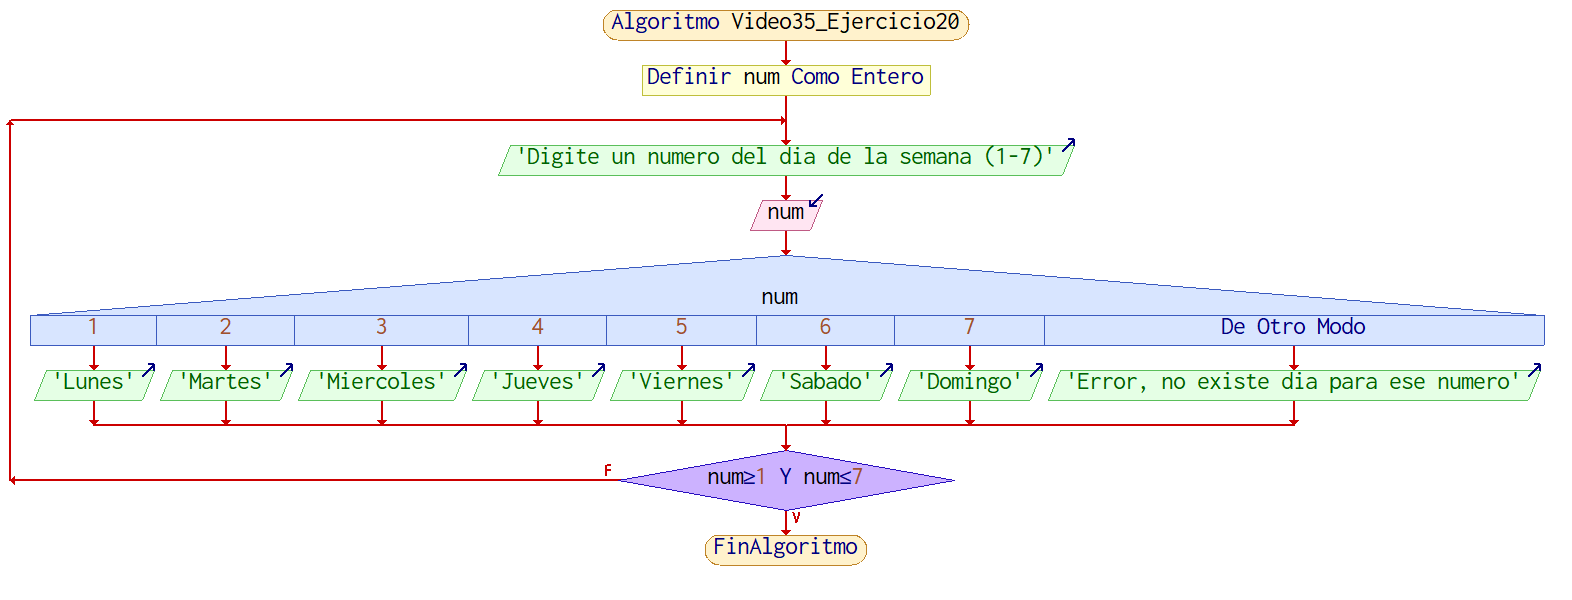 Algoritmo Video35_Ejercicio20
Definir num Como Entero
'Digite un numero del dia de la semana (1-7)'
num
num
1 2 3 4 5 6 7 De Otro Modo
'Lunes' 'Martes' 'Miercoles' 'Jueves' 'Viernes' 'Sabado' 'Domingo' 'Error, no existe dia para ese numero'
F
num≥1 Y num≤7
V
FinAlgoritmo